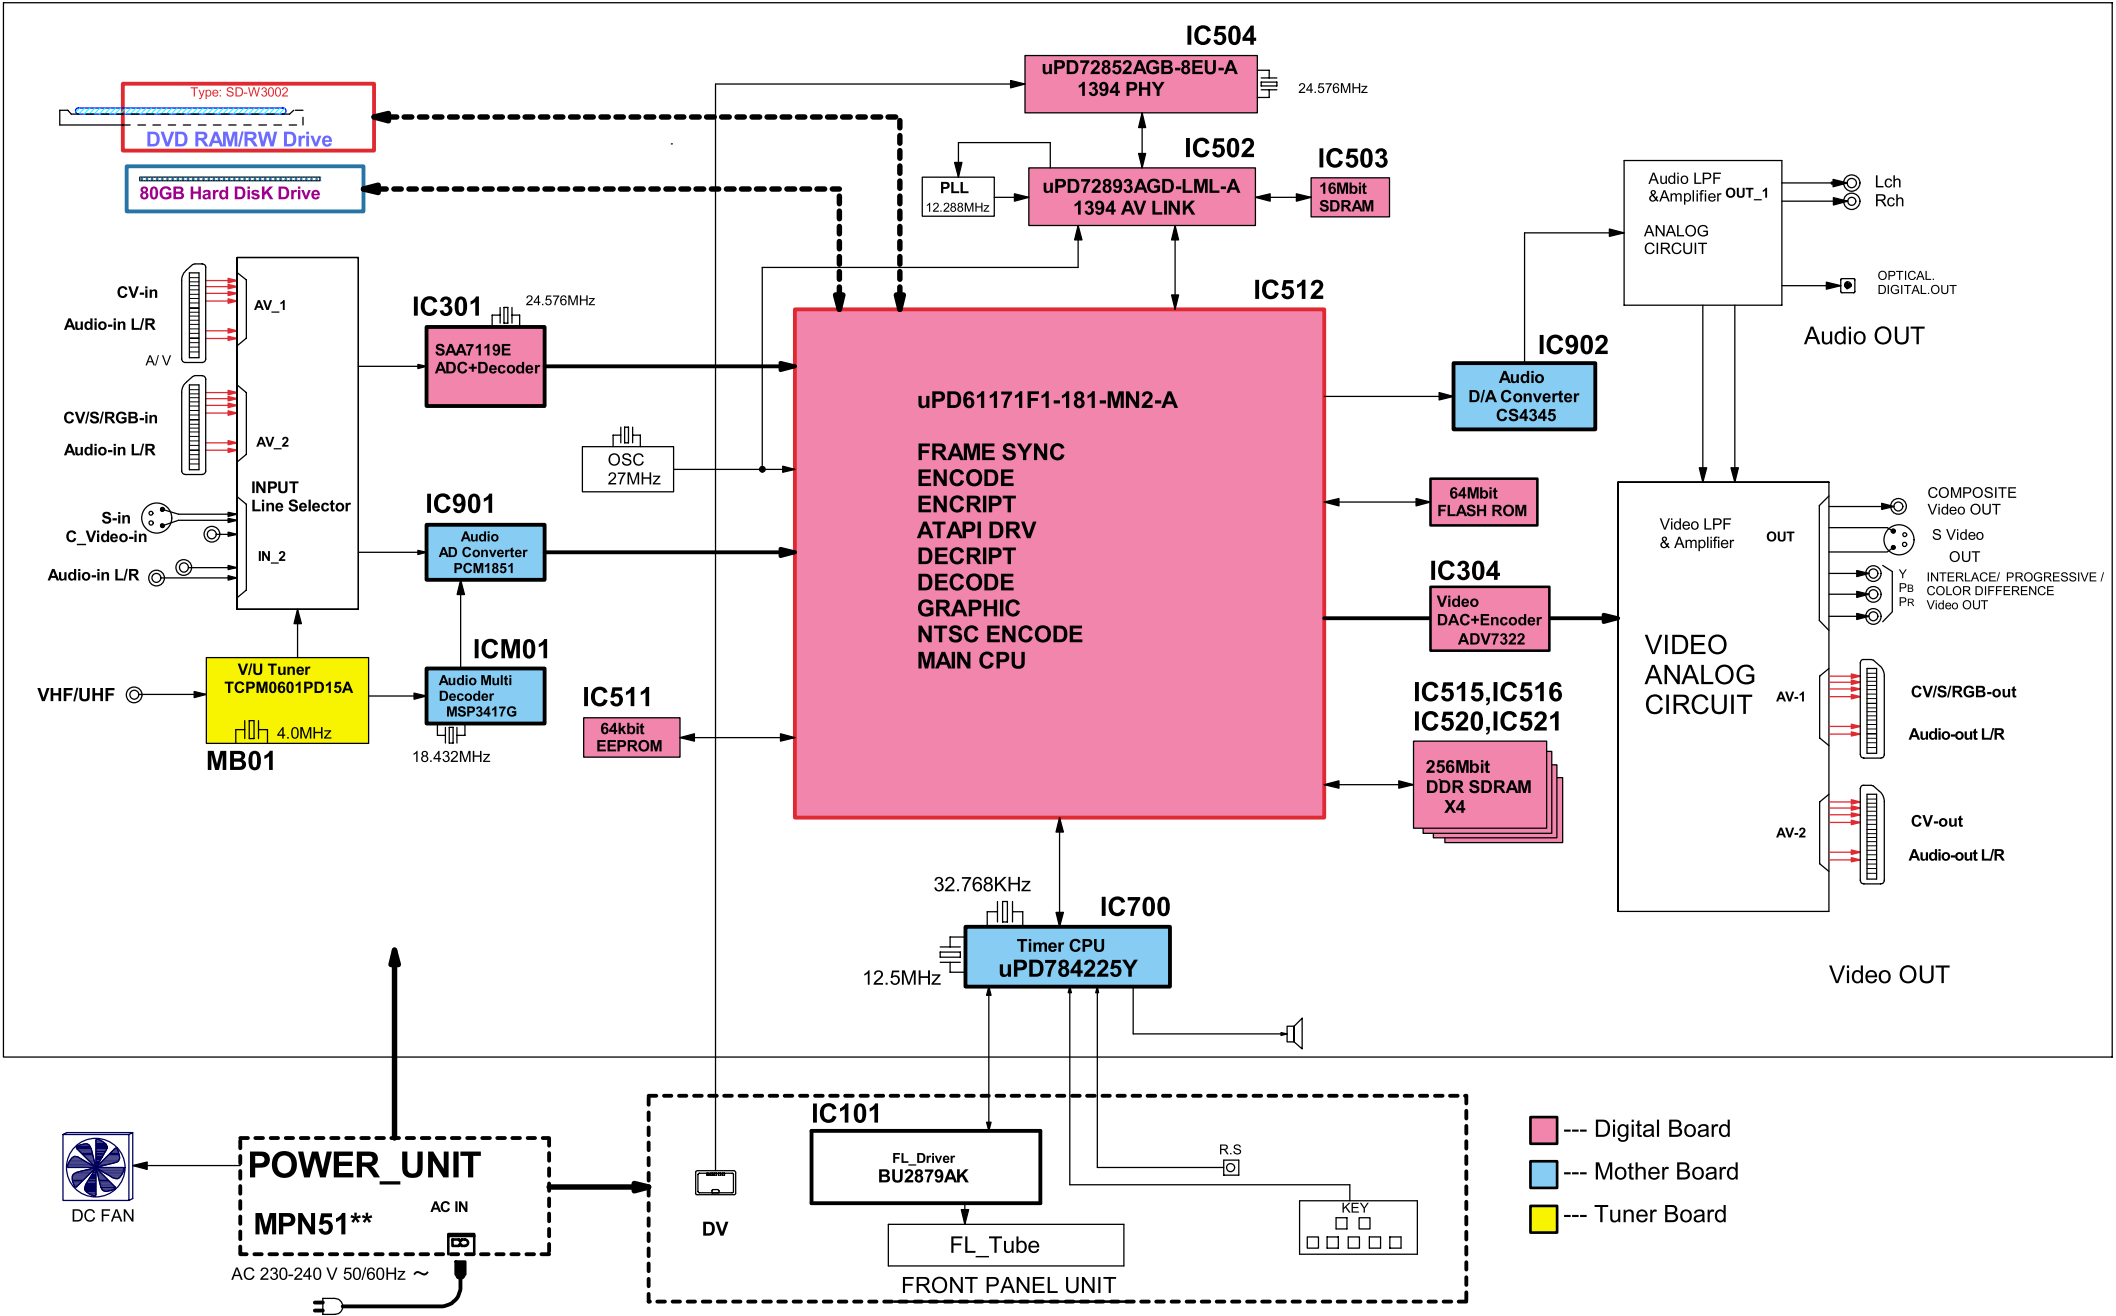 IC504
uPD72852AGB-8EU-A
1394 PHY
24.576MHz
Type: SD-W3002
DVD RAM/RW Drive
80GB Hard DisK Drive
IC502
uPD72893AGD-LML-A
1394 AV LINK
PLL
12.288MHz
IC503
16Mbit
SDRAM
Audio LPF
&Amplifier
OUT_1
ANALOG
CIRCUIT
Lch
Rch
OPTICAL.
DIGITAL.OUT
Audio OUT
CV-in
Audio-in L/R
A/ V
AV_1
CV/S/RGB-in
Audio-in L/R
AV_2
INPUT
Line Selector
S-in
C_Video-in
Audio-in L/R
IN_2
IC301
24.576MHz
SAA7119E
ADC+Decoder
OSC
27MHz
IC901
Audio
AD Converter
PCM1851
ICM01
Audio Multi
Decoder
MSP3417G
18.432MHz
VHF/UHF
V/U Tuner
TCPM0601PD15A
4.0MHz
MB01
IC511
64kbit
EEPROM
IC512
uPD61171F1-181-MN2-A
FRAME SYNC
ENCODE
ENCRIPT
ATAPI DRV
DECRIPT
DECODE
GRAPHIC
NTSC ENCODE
MAIN CPU
IC902
Audio
D/A Converter
CS4345
64Mbit
FLASH ROM
IC304
Video
DAC+Encoder
ADV7322
IC515,IC516
IC520,IC521
256Mbit
DDR SDRAM
X4
Video LPF
& Amplifier
OUT
VIDEO
ANALOG
CIRCUIT
AV-1
AV-2
COMPOSITE
Video OUT
S Video
OUT
Y
PB
PR
INTERLACE/ PROGRESSIVE /
COLOR DIFFERENCE
Video OUT
CV/S/RGB-out
Audio-out L/R
CV-out
Audio-out L/R
Video OUT
32.768KHz
IC700
Timer CPU
uPD784225Y
12.5MHz
DC FAN
POWER_UNIT
AC IN
MPN51**
AC 230-240 V 50/60Hz ～
DV
IC101
FL_Driver
BU2879AK
FL_Tube
FRONT PANEL UNIT
R.S
KEY
--- Digital Board
--- Mother Board
--- Tuner Board